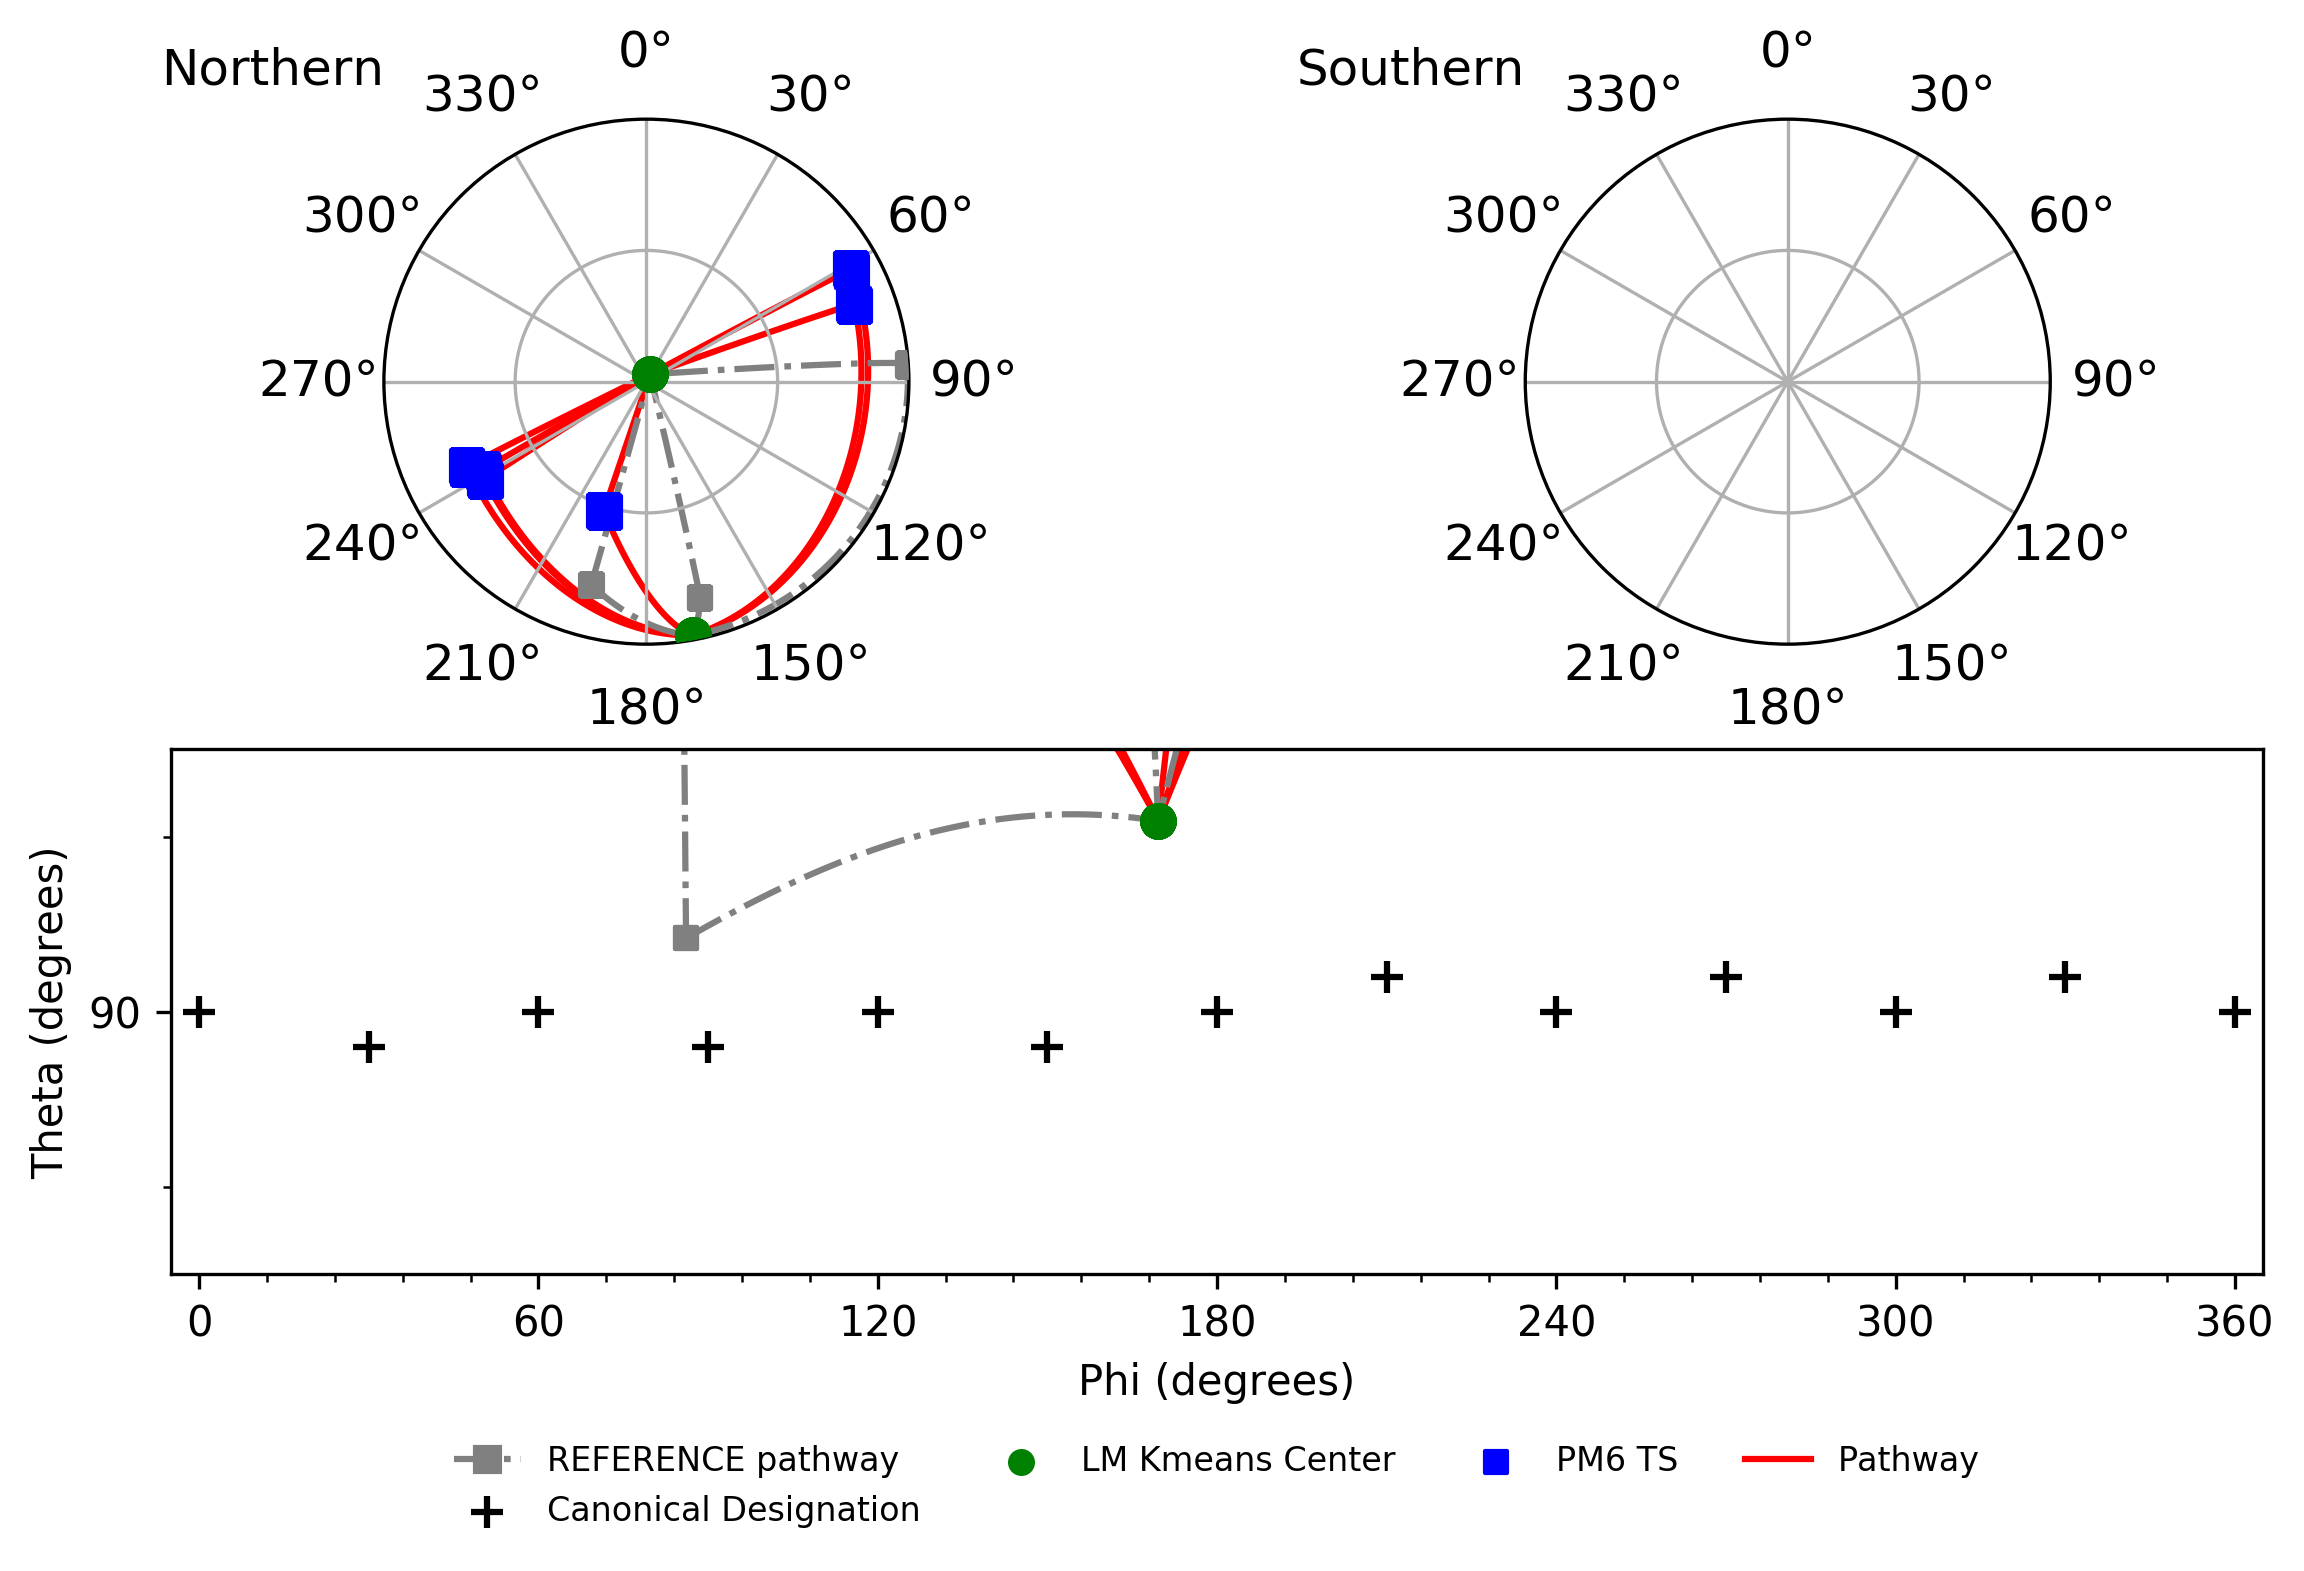 Northern
0°
330°
30°
300°
60°
270°
90°
240°
120°
210°
150°
180°
Southern
0°
330°
30°
300°
60°
270°
90°
240°
120°
210°
150°
180°
Theta (degrees)
90
0 60 120 180 240 300 360
Phi (degrees)
REFERENCE pathway
Canonical Designation
LM Kmeans Center
PM6 TS
Pathway